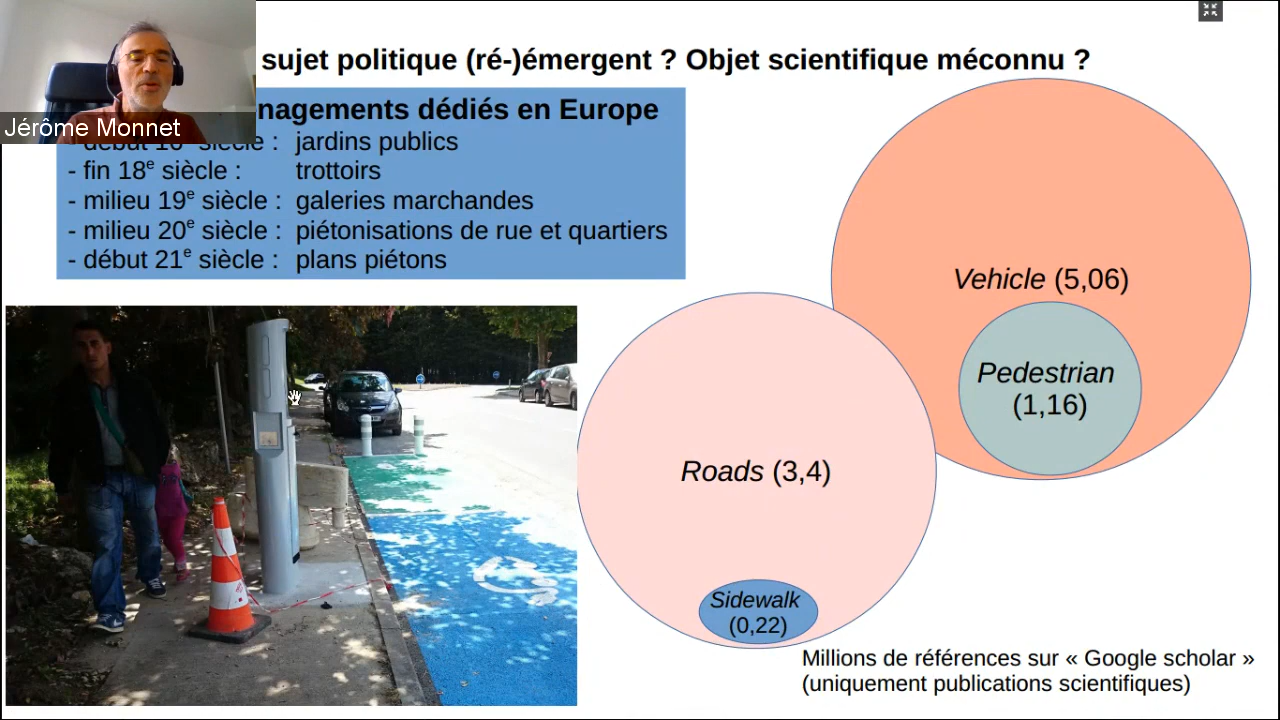 sujet politique (ré-)émergent ? Objet scientifique méconnu ?
Jérôme Monnet
nagements dédiés en Europe
siècle : jardins publics
- fin 18e siècle : trottoirs
- milieu 19e siècle : galeries marchandes
- milieu 20e siècle : piétonisations de rue et quartiers
- début 21e siècle : plans piétons
Vehicle (5,06)
Pedestrian
(1,16)
Roads (3,4)
Sidewalk
(0,22)
Millions de références sur « Google scholar »
(uniquement publications scientifiques)